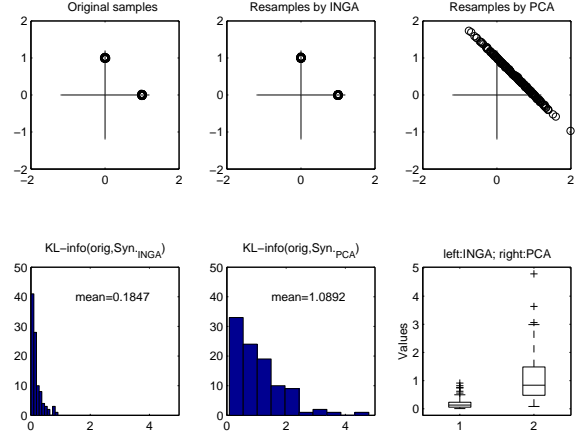 Original samples
2
1
0
−1
−2
−2 0 2
Resamples by INGA
2
1
0
−1
−2
−2 0 2
Resamples by PCA
2
1
0
−1
−2
−2 0 2
KL−info(orig,Syn.INGA)
mean=0.1847
50
40
30
20
10
0
0 2 4
KL−info(orig,Syn.PCA)
mean=1.0892
50
40
30
20
10
0
0 2 4
left:INGA; right:PCA
Values
5
4
3
2
1
0
1 2